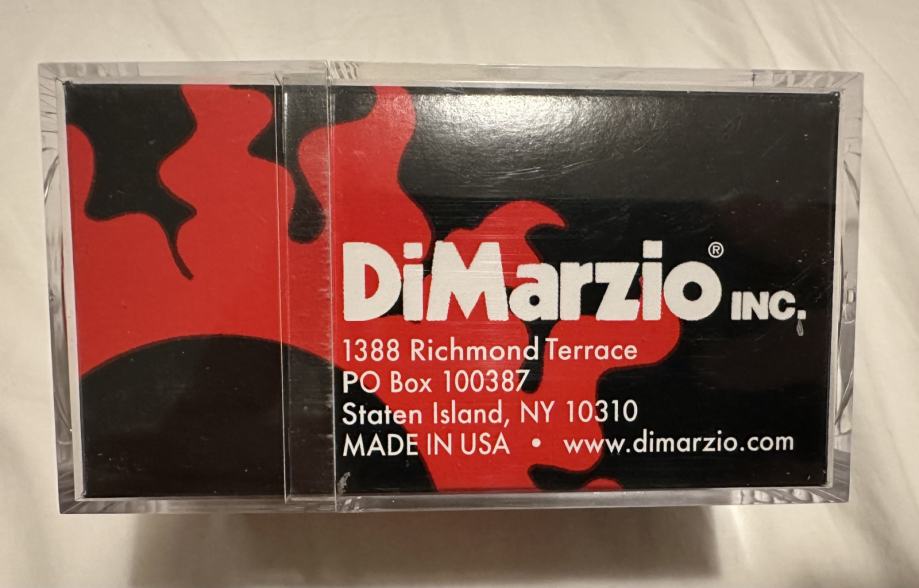 DiMarzio® INC.
1388 Richmond Terrace
PO Box 100387
Staten Island, NY 10310
MADE IN USA • www.dimarzio.com